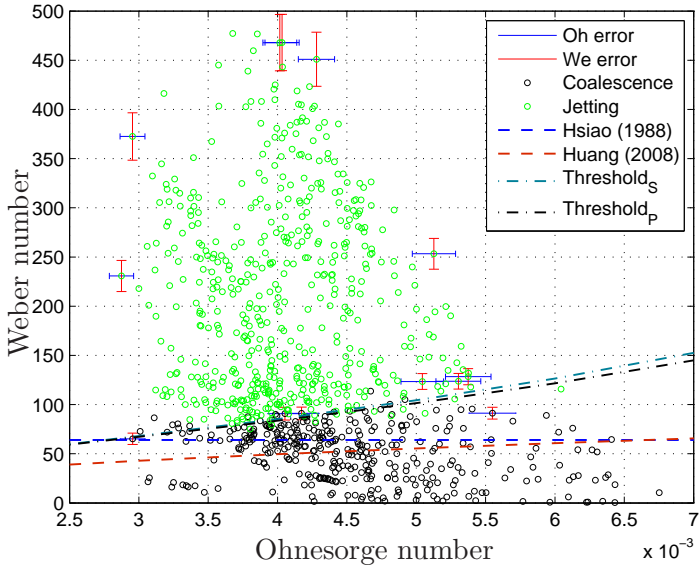 500
450
400
350
300
250
200
150
100
50
0
Weber number
Oh error
We error
Coalescence
Jetting
Hsiao (1988)
Huang (2008)
Threshold_S
Threshold_P
2.5 3 3.5 4 4.5 5 5.5 6 6.5 7
Ohnesorge number
x 10⁻³